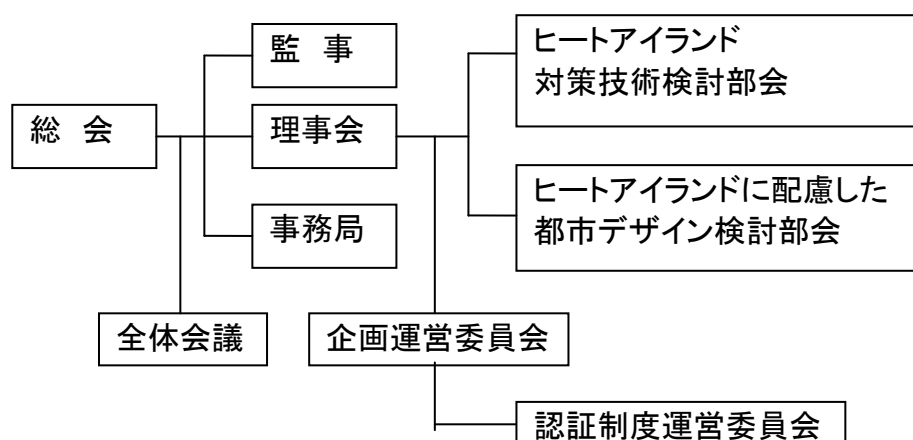 監 事
ヒートアイランド
対策技術検討部会
総 会
理事会
ヒートアイランドに配慮した
都市デザイン検討部会
事務局
全体会議
企画運営委員会
認証制度運営委員会